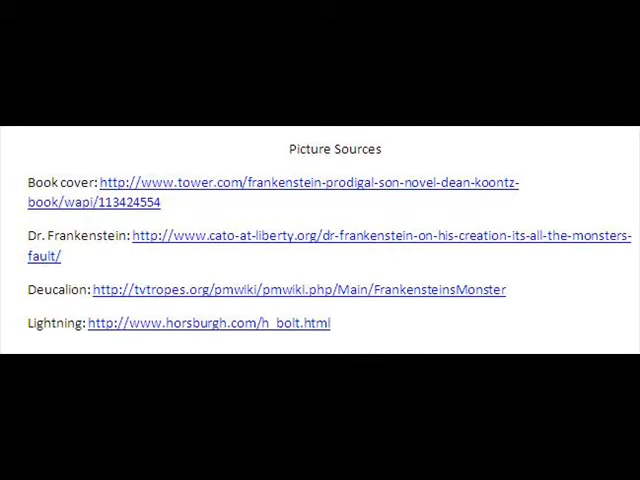 Picture Sources
Book cover: http://www.tower.com/frankenstein-prodigal-son-novel-dean-koontz-
book/wapi/113424554
Dr. Frankenstein: http://www.cato-at-liberty.org/dr-frankenstein-on-his-creation-its-all-the-monsters-
fault/
Deucalion: http://tvtropes.org/pmwiki/pmwiki.php/Main/FrankensteinsMonster
Lightning: http://www.horsburgh.com/h_bolt.html